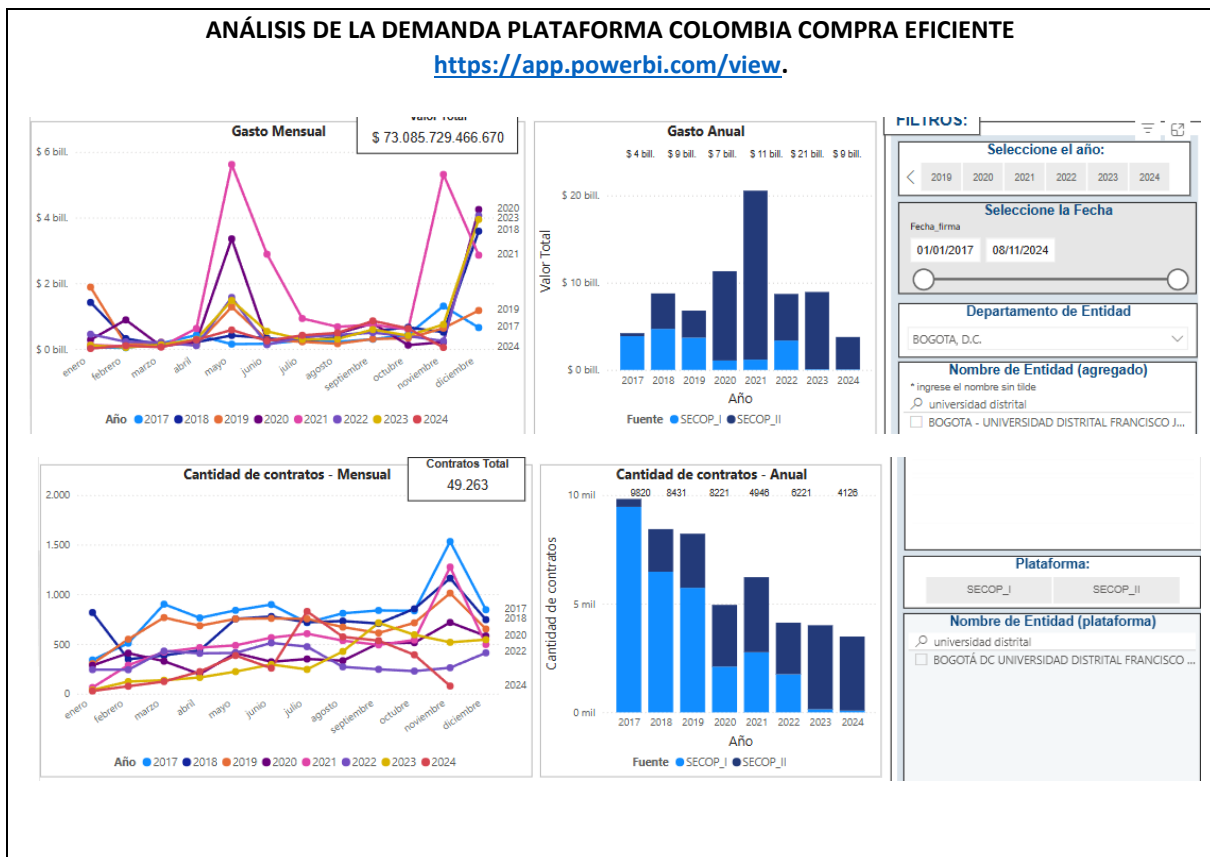 ANÁLISIS DE LA DEMANDA PLATAFORMA COLOMBIA COMPRA EFICIENTE
https://app.powerbi.com/view.
Gasto Mensual
Valor Total
$ 73.085.729.466.670
$ 6 bill.
$ 4 bill.
$ 2 bill.
$ 0 bill.
2020
2023
2018
2021
2019
2017
2024
enero
febrero
marzo
abril
mayo
junio
julio
agosto
septiembre
octubre
noviembre
diciembre
Año 2017 2018 2019 2020 2021 2022 2023 2024
Gasto Anual
$ 4 bill. $ 9 bill. $ 7 bill. $ 11 bill. $ 21 bill. $ 9 bill.
Valor Total
$ 20 bill.
$ 10 bill.
$ 0 bill.
2017 2018 2019 2020 2021 2022 2023 2024
Año
Fuente SECOP_I SECOP_II
FILTROS:
Seleccione el año:
2019 2020 2021 2022 2023 2024
Seleccione la Fecha
Fecha_firma
01/01/2017 08/11/2024
Departamento de Entidad
BOGOTA, D.C.
Nombre de Entidad (agregado)
* ingrese el nombre sin tilde
universidad distrital
BOGOTA - UNIVERSIDAD DISTRITAL FRANCISCO J...
Cantidad de contratos - Mensual
Contratos Total
49.263
2.000
1.500
1.000
500
0
2017
2018
2020
2022
2024
enero
febrero
marzo
abril
mayo
junio
julio
agosto
septiembre
octubre
noviembre
diciembre
Año 2017 2018 2019 2020 2021 2022 2023 2024
Cantidad de contratos - Anual
9820 8431 8221 4946 6221 4126
Cantidad de contratos
10 mil
5 mil
0 mil
2017 2018 2019 2020 2021 2022 2023 2024
Año
Fuente SECOP_I SECOP_II
Plataforma:
SECOP_I SECOP_II
Nombre de Entidad (plataforma)
universidad distrital
BOGOTÁ DC UNIVERSIDAD DISTRITAL FRANCISCO ...